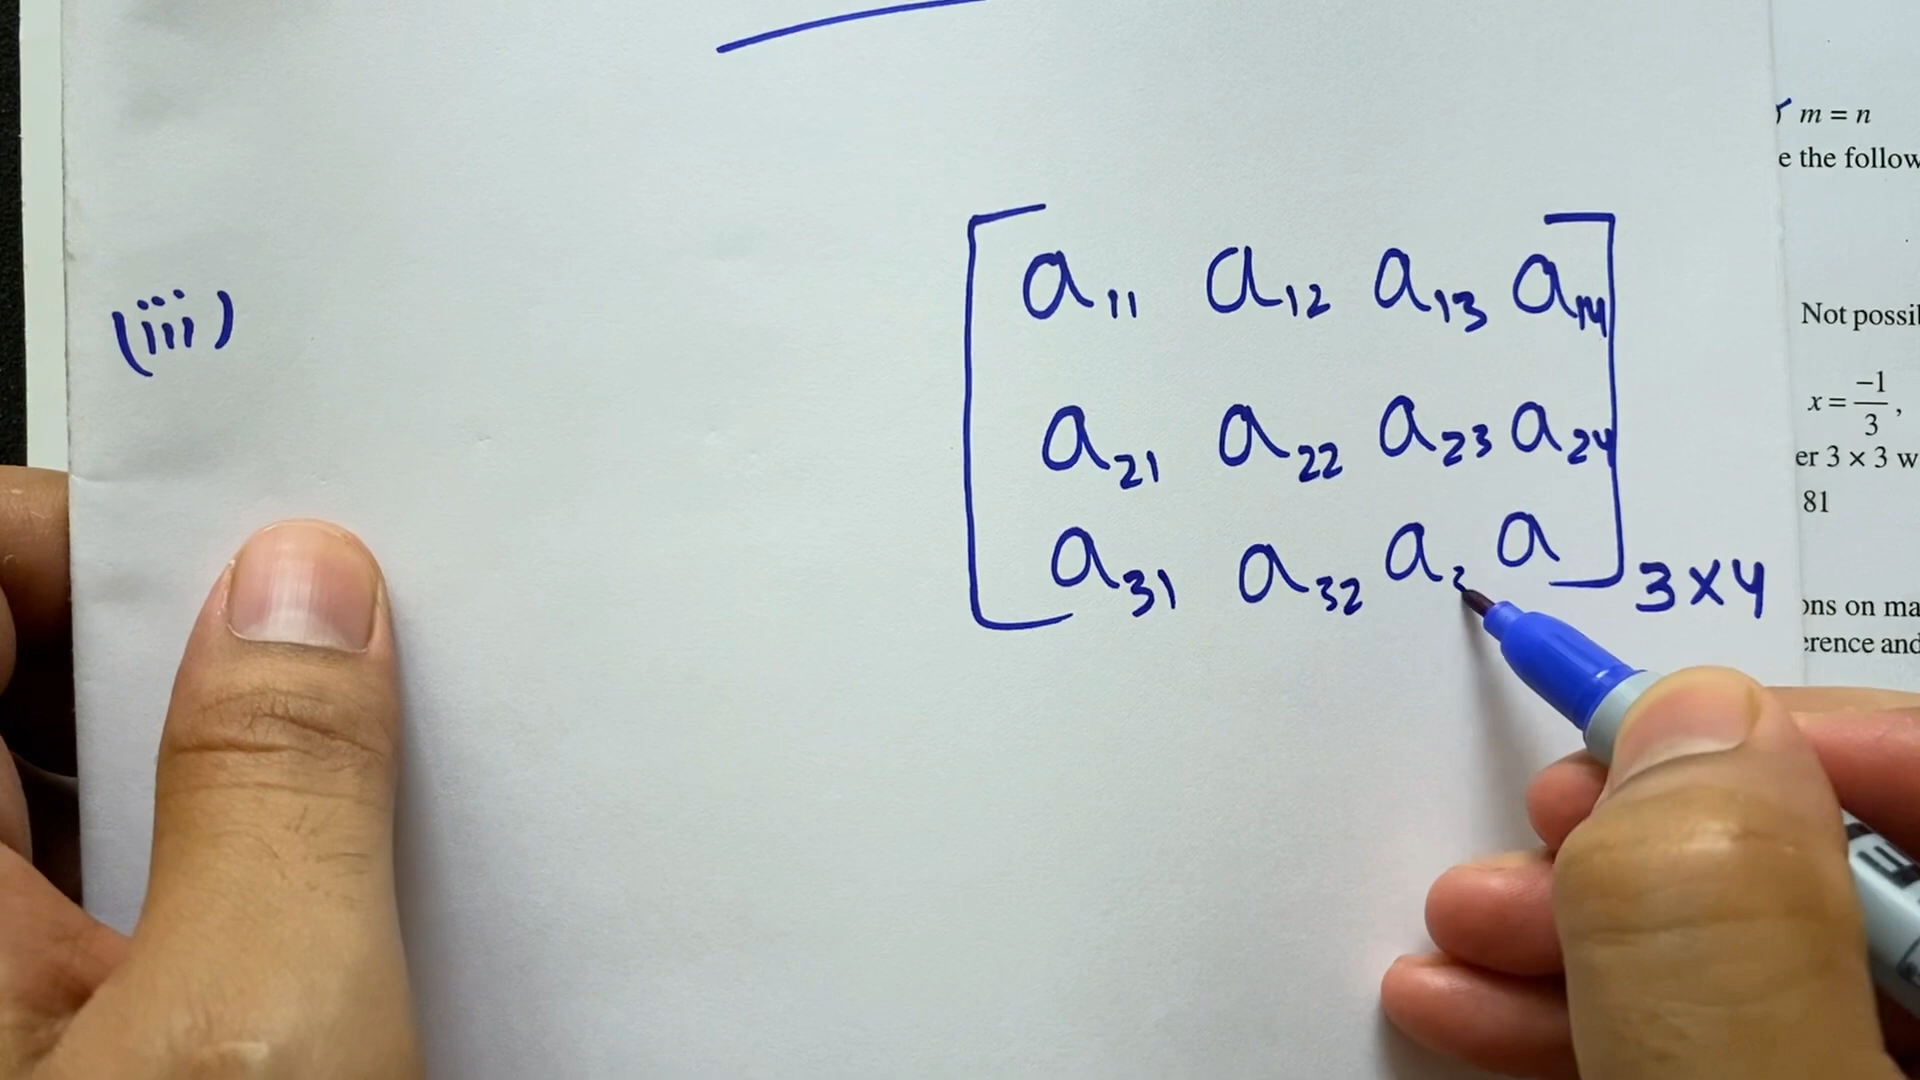 m = n
e the follow
a11 a12 a13 a14
(iii)
Not possi
x = -1/3 ,
a21 a22 a23 a24
er 3 × 3 w
81
a31 a32 a3 a
3×4
ons on ma
erence and
E